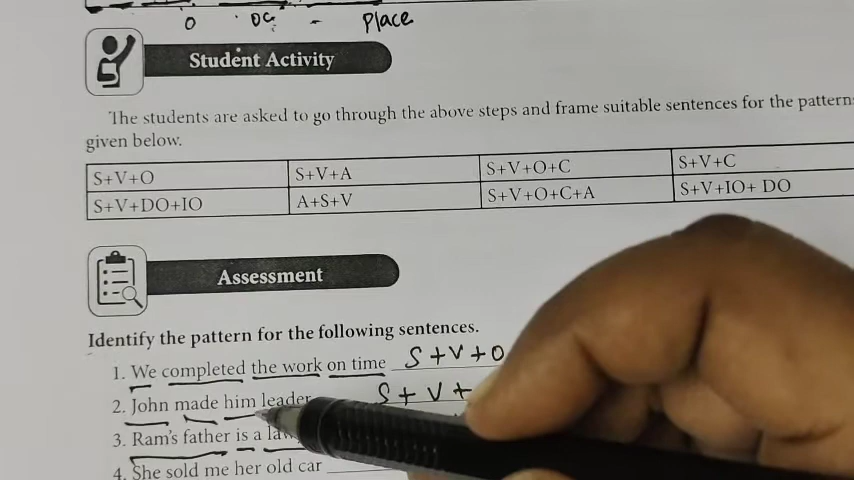 O DC - Place
Student Activity
The students are asked to go through the above steps and frame suitable sentences for the pattern
given below.
S+V+O S+V+A S+V+O+C S+V+C
S+V+DO+IO A+S+V S+V+O+C+A S+V+IO+ DO
Assessment
Identify the pattern for the following sentences.
1. We completed the work on time S+V+O
2. John made him leader S+V+
3. Ram's father is a
4. She sold me her old car